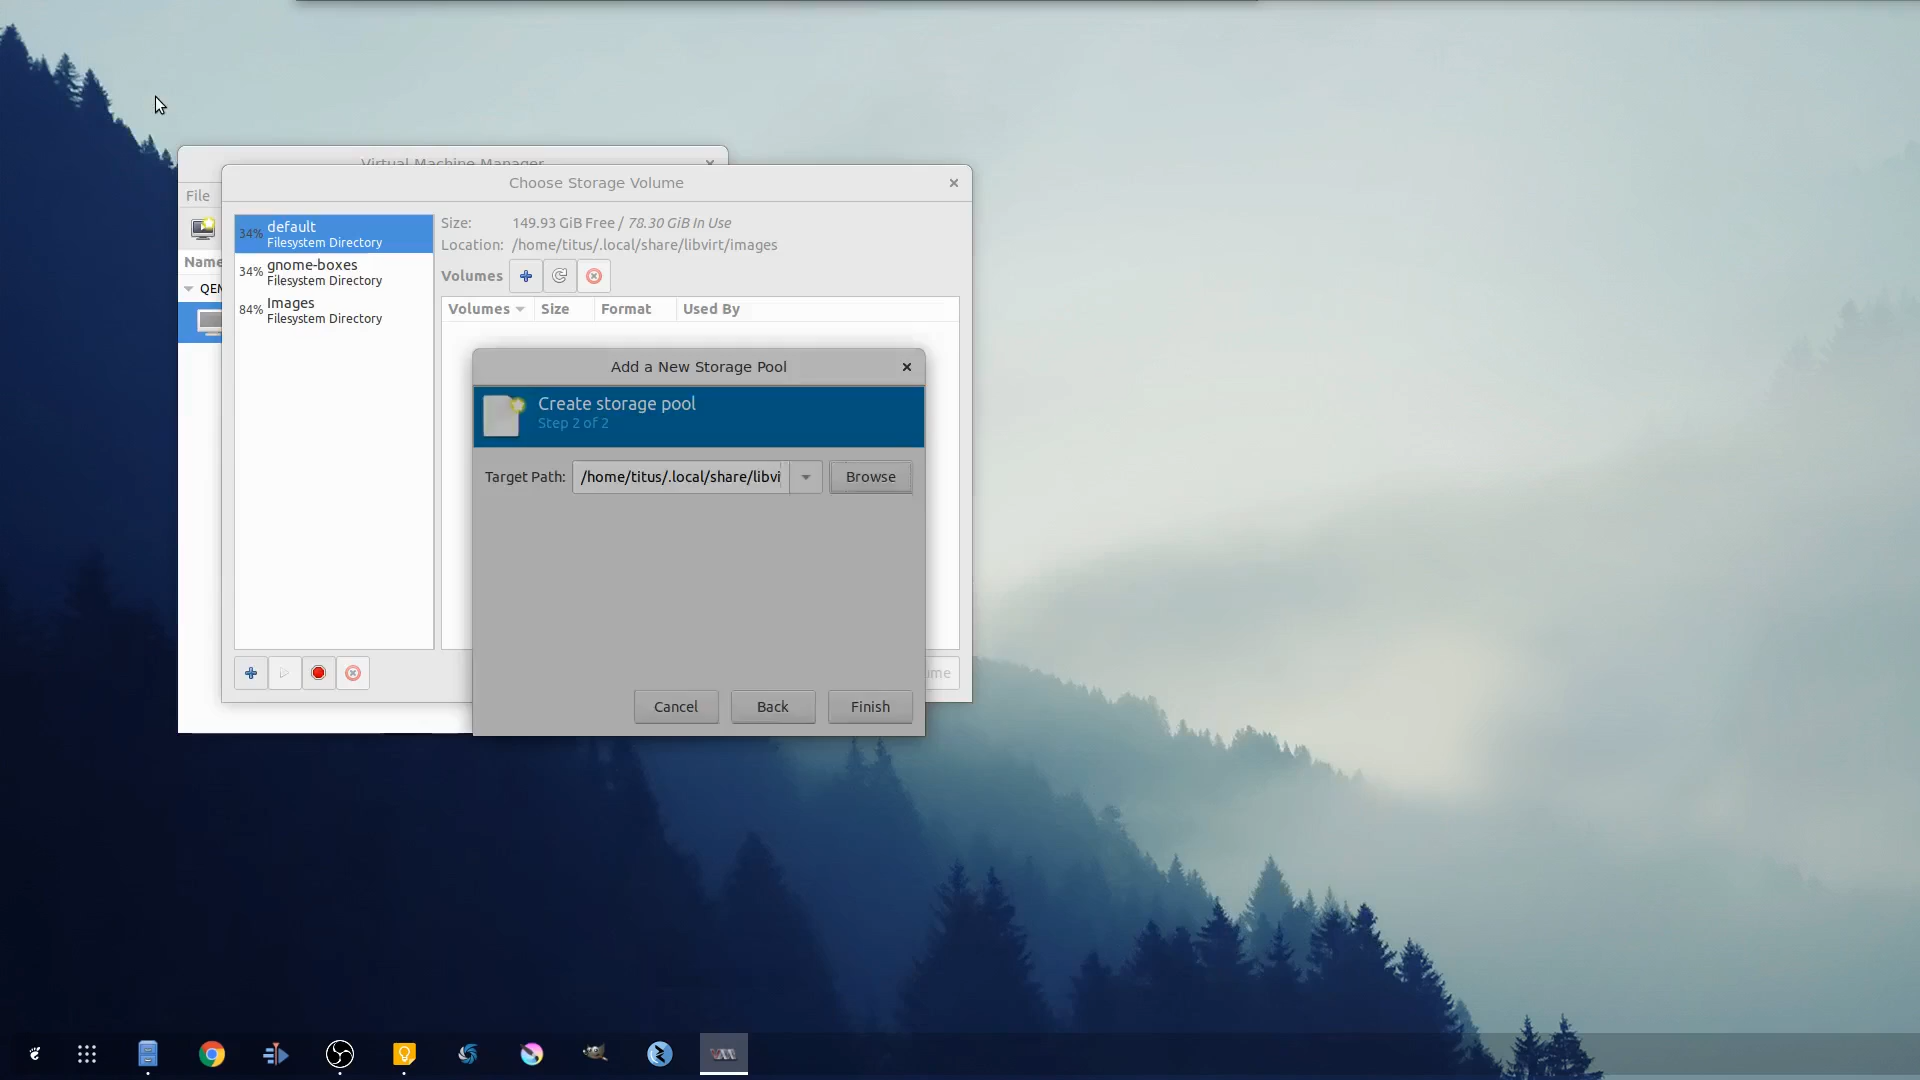 Virtual Machine Manager
File
Name
QEM
Choose Storage Volume
34%
default
Filesystem Directory
34%
gnome-boxes
Filesystem Directory
84%
Images
Filesystem Directory
Size: 149.93 GiB Free / 78.30 GiB In Use
Location: /home/titus/.local/share/libvirt/images
Volumes
Volumes Size Format Used By
ume
Add a New Storage Pool
Create storage pool
Step 2 of 2
Target Path: /home/titus/.local/share/libvi Browse
Cancel Back Finish